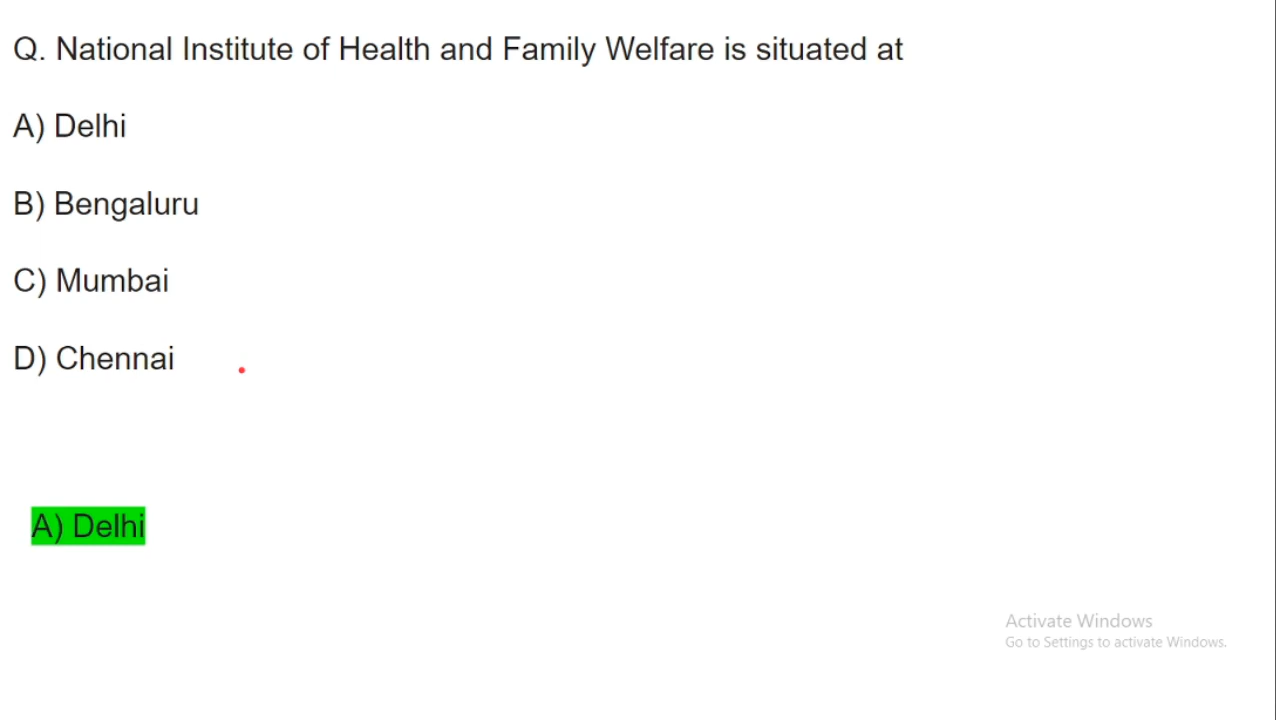 Q. National Institute of Health and Family Welfare is situated at
A) Delhi
B) Bengaluru
C) Mumbai
D) Chennai
A) Delhi
Activate Windows
Go to Settings to activate Windows.